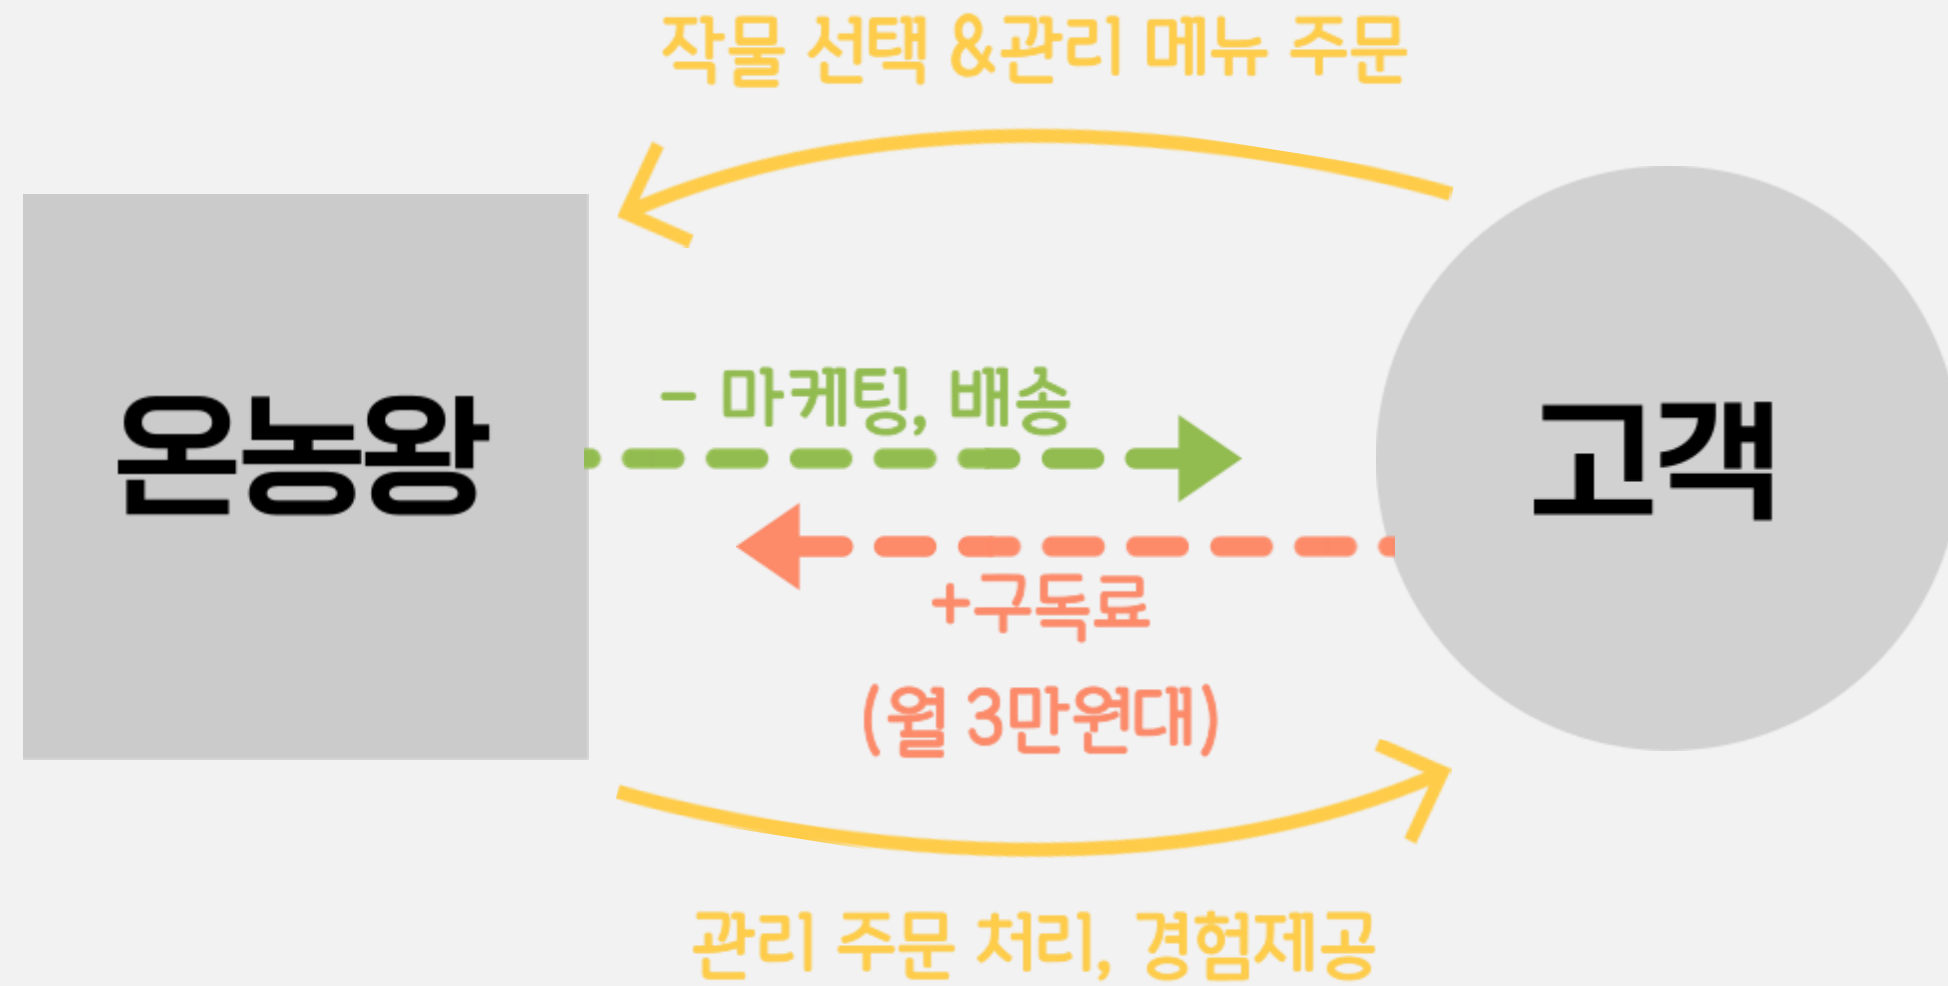 작물 선택 &관리 메뉴 주문
온농왕
- 마케팅, 배송
고객
+구독료
(월 3만원대)
관리 주문 처리, 경험제공